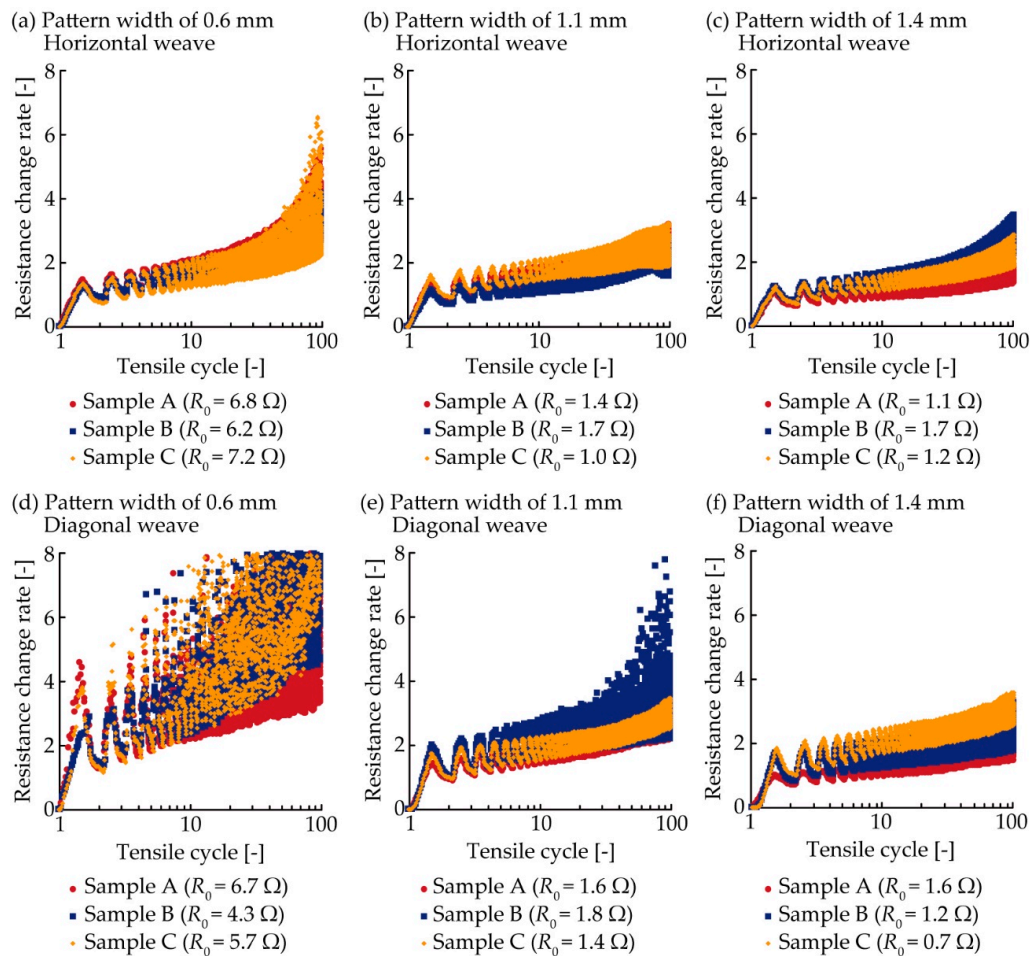 (a) Pattern width of 0.6 mm
Horizontal weave
8
6
4
2
0
Resistance change rate [-]
1
10
100
Tensile cycle [-]
Sample A (R0 = 6.8 Ω)
Sample B (R0 = 6.2 Ω)
Sample C (R0 = 7.2 Ω)
(b) Pattern width of 1.1 mm
Horizontal weave
8
6
4
2
0
Resistance change rate [-]
1
10
100
Tensile cycle [-]
Sample A (R0 = 1.4 Ω)
Sample B (R0 = 1.7 Ω)
Sample C (R0 = 1.0 Ω)
(c) Pattern width of 1.4 mm
Horizontal weave
8
6
4
2
0
Resistance change rate [-]
1
10
100
Tensile cycle [-]
Sample A (R0 = 1.1 Ω)
Sample B (R0 = 1.7 Ω)
Sample C (R0 = 1.2 Ω)
(d) Pattern width of 0.6 mm
Diagonal weave
8
6
4
2
0
Resistance change rate [-]
1
10
100
Tensile cycle [-]
Sample A (R0 = 6.7 Ω)
Sample B (R0 = 4.3 Ω)
Sample C (R0 = 5.7 Ω)
(e) Pattern width of 1.1 mm
Diagonal weave
8
6
4
2
0
Resistance change rate [-]
1
10
100
Tensile cycle [-]
Sample A (R0 = 1.6 Ω)
Sample B (R0 = 1.8 Ω)
Sample C (R0 = 1.4 Ω)
(f) Pattern width of 1.4 mm
Diagonal weave
8
6
4
2
0
Resistance change rate [-]
1
10
100
Tensile cycle [-]
Sample A (R0 = 1.6 Ω)
Sample B (R0 = 1.2 Ω)
Sample C (R0 = 0.7 Ω)